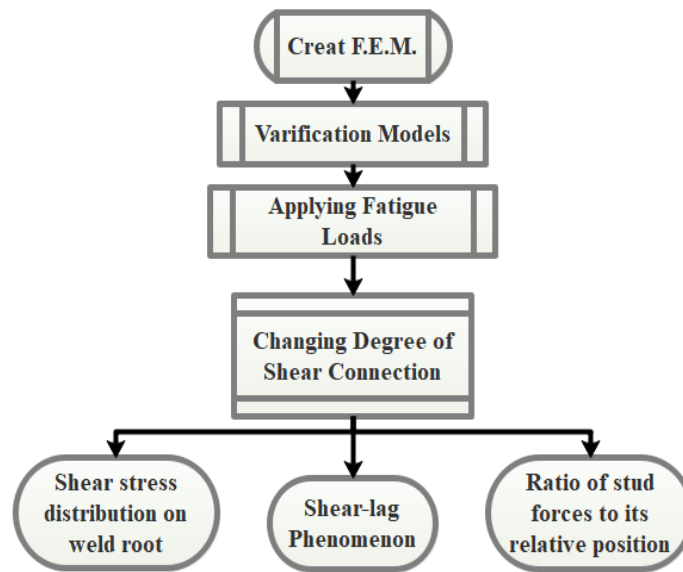 Creat F.E.M.
Varification Models
Applying Fatigue
Loads
Changing Degree of
Shear Connection
Shear stress
distribution on
weld root
Shear-lag
Phenomenon
Ratio of stud
forces to its
relative position